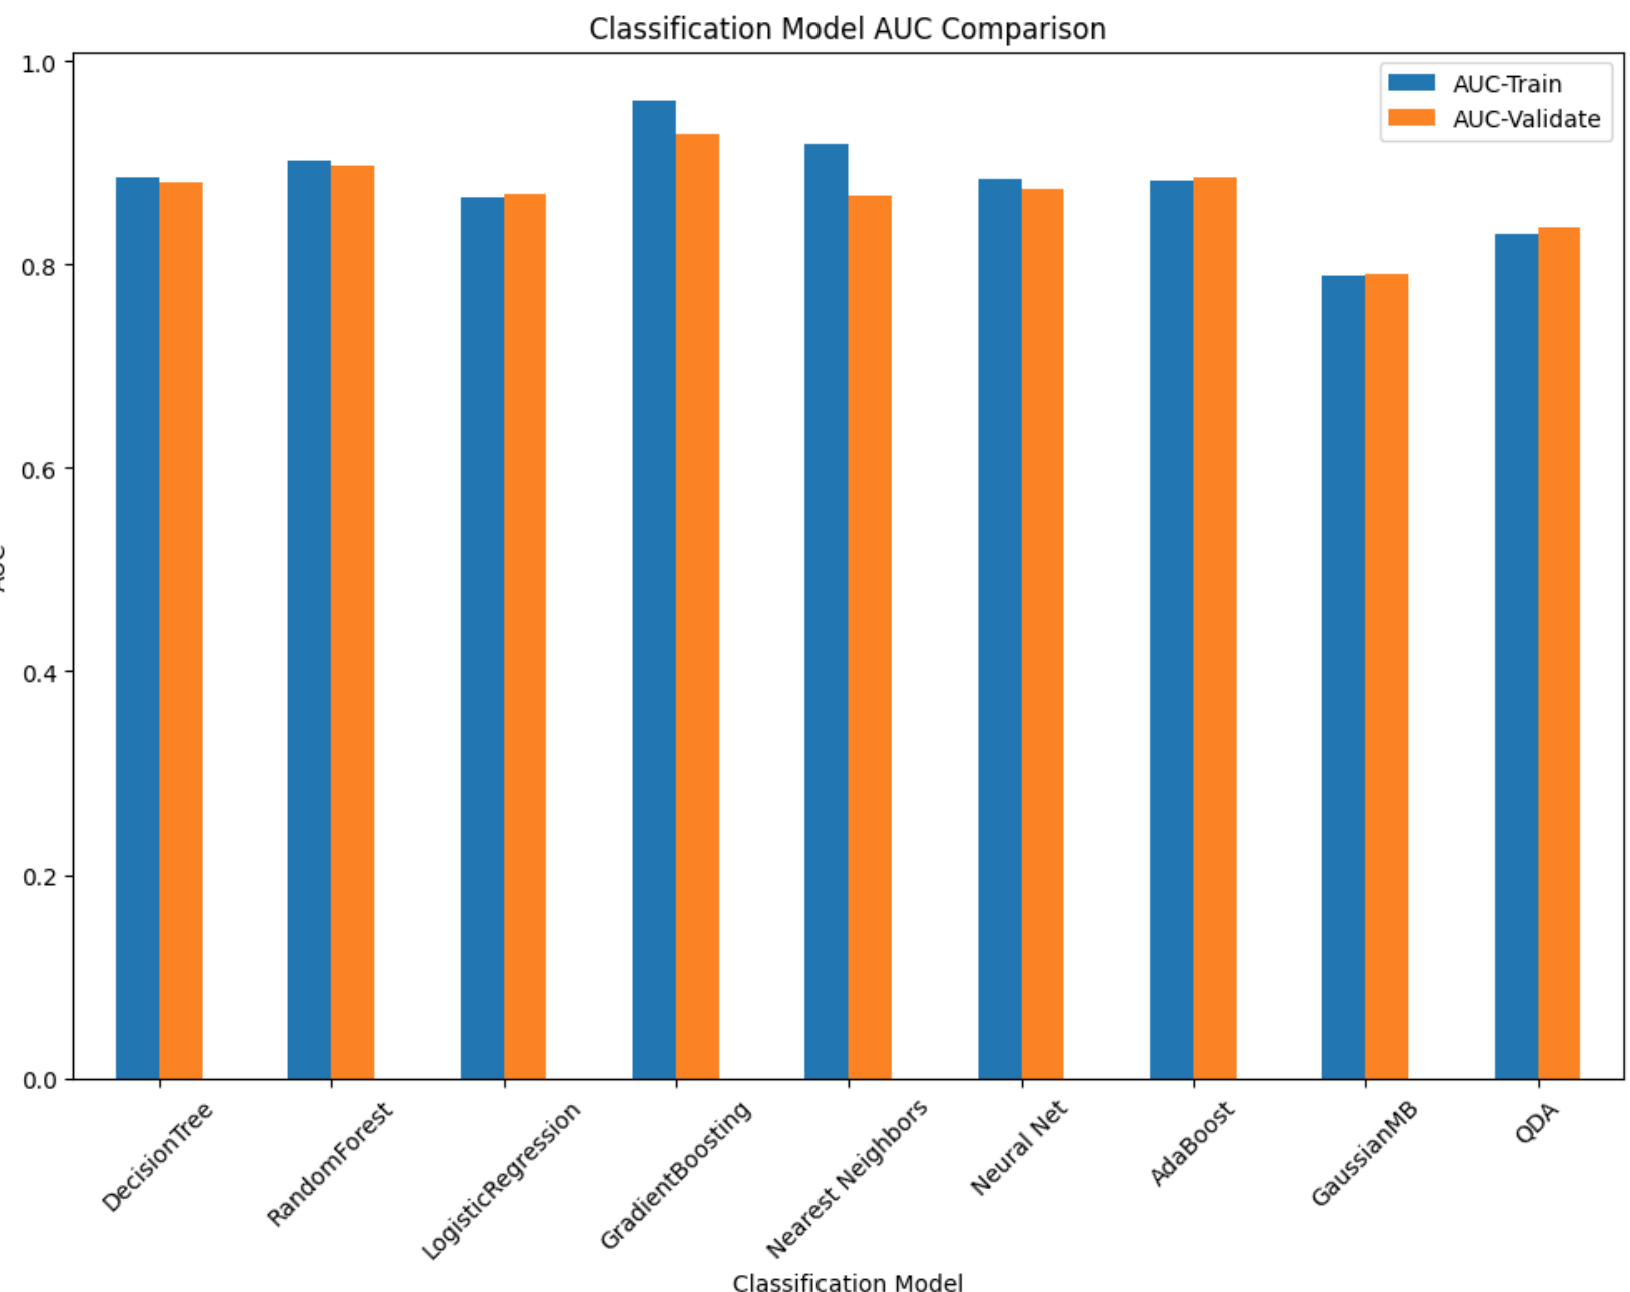 Classification Model AUC Comparison
AUC-Train
AUC-Validate
1.0
0.8
0.6
0.4
0.2
0.0
DecisionTree
RandomForest
LogisticRegression
GradientBoosting
Nearest Neighbors
Neural Net
AdaBoost
GaussianMB
QDA
Classification Model